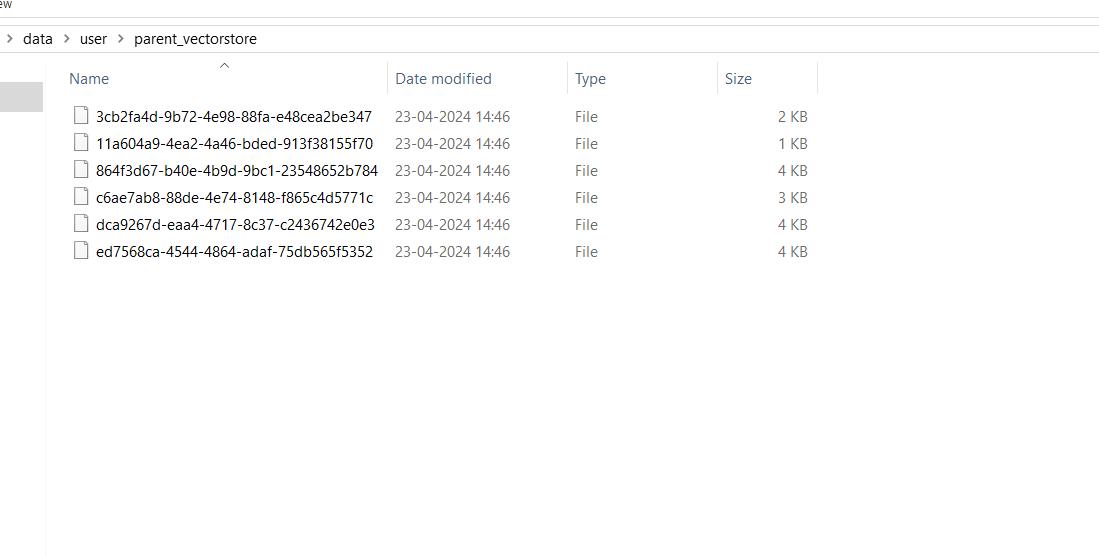 ew
data user parent_vectorstore
Name Date modified Type Size
3cb2fa4d-9b72-4e98-88fa-e48cea2be347 23-04-2024 14:46 File 2 KB
11a604a9-4ea2-4a46-bded-913f38155f70 23-04-2024 14:46 File 1 KB
864f3d67-b40e-4b9d-9bc1-23548652b784 23-04-2024 14:46 File 4 KB
c6ae7ab8-88de-4e74-8148-f865c4d5771c 23-04-2024 14:46 File 3 KB
dca9267d-eaa4-4717-8c37-c2436742e0e3 23-04-2024 14:46 File 4 KB
ed7568ca-4544-4864-adaf-75db565f5352 23-04-2024 14:46 File 4 KB